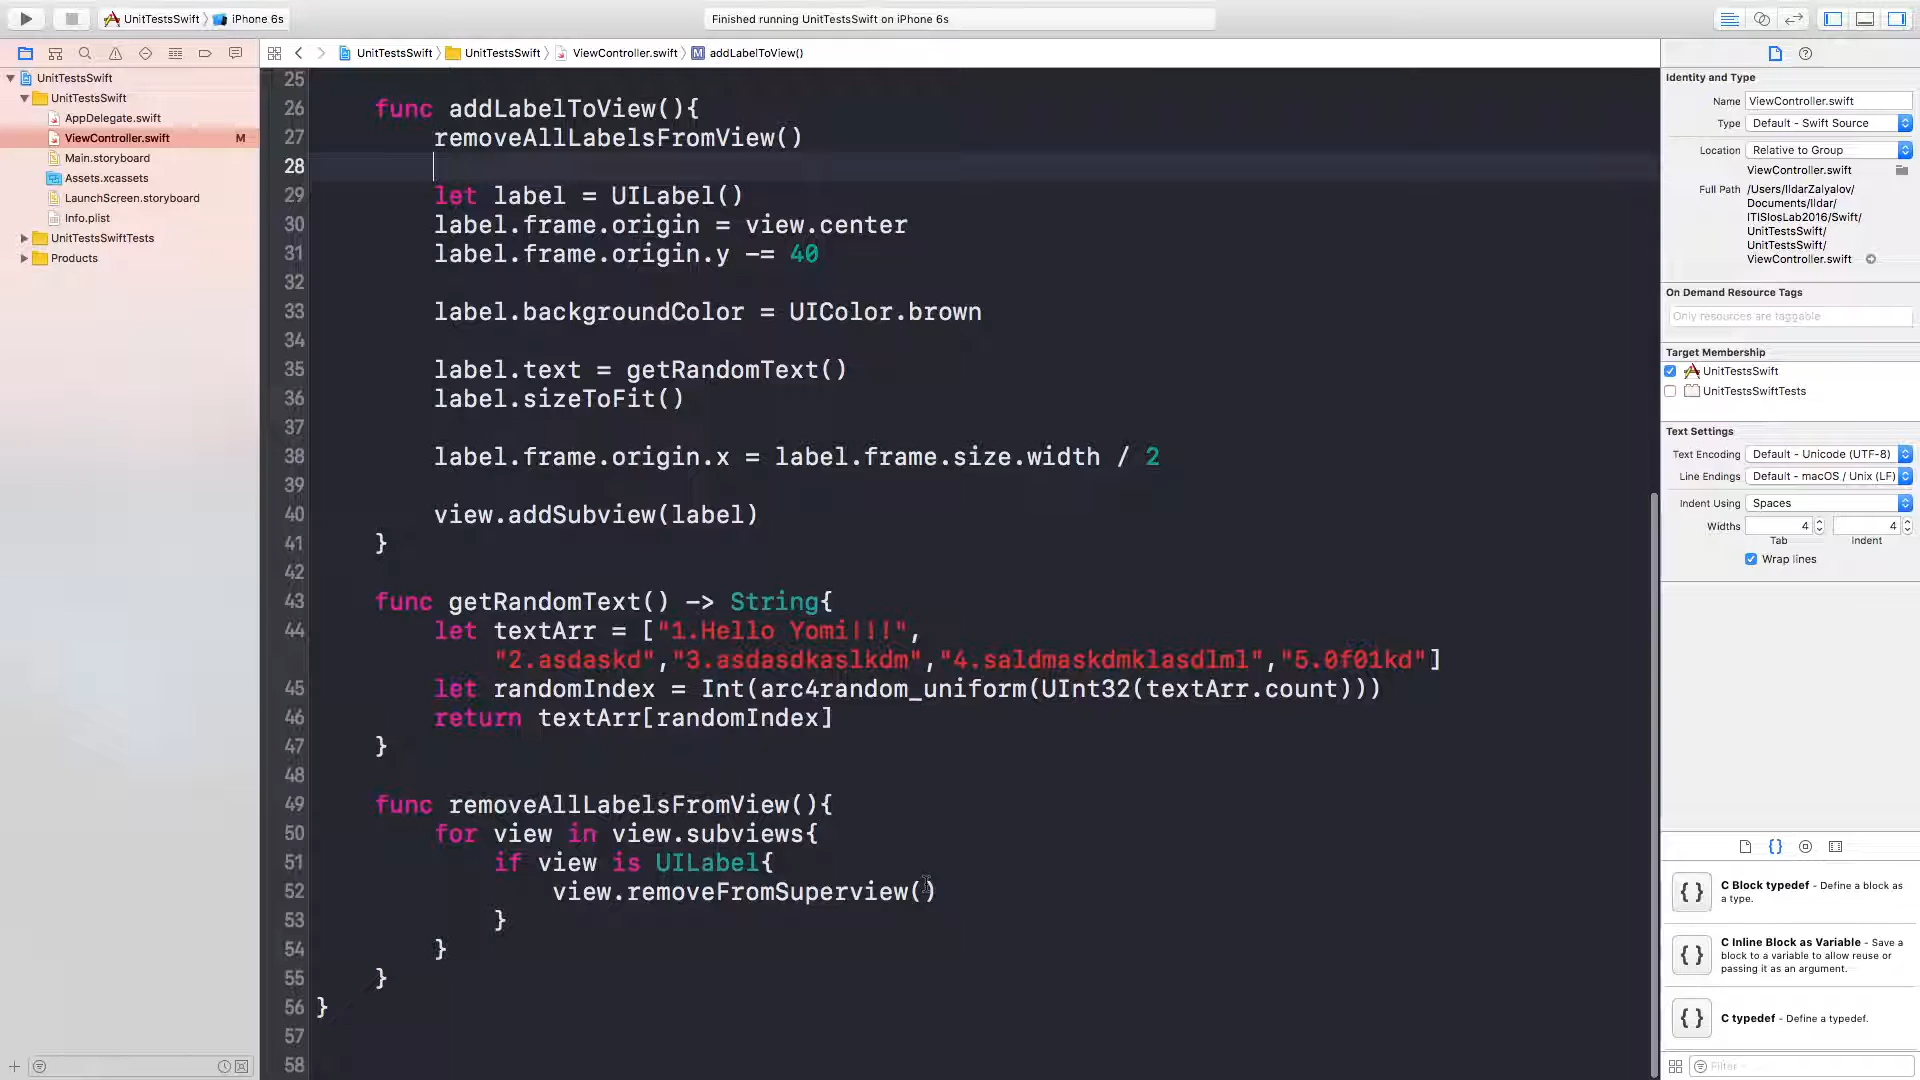 UnitTestsSwift
iPhone 6s
Finished running UnitTestsSwift on iPhone 6s
UnitTestsSwift
UnitTestsSwift
ViewController.swift
M
addLabelToView()
UnitTestsSwift
UnitTestsSwift
AppDelegate.swift
ViewController.swift
M
Main.storyboard
Assets.xcassets
LaunchScreen.storyboard
Info.plist
UnitTestsSwiftTests
Products
25
26 func addLabelToView(){
27 removeAllLabelsFromView()
28
29 let label = UILabel()
30 label.frame.origin = view.center
31 label.frame.origin.y -= 40
32
33 label.backgroundColor = UIColor.brown
34
35 label.text = getRandomText()
36 label.sizeToFit()
37
38 label.frame.origin.x = label.frame.size.width / 2
39
40 view.addSubview(label)
41 }
42
43 func getRandomText() -> String{
44 let textArr = ["1.Hello Yomi!!!",
"2.asdaskd","3.asdasdkaslkdm","4.saldmaskdmklasdlml","5.0f01kd"]
45 let randomIndex = Int(arc4random_uniform(UInt32(textArr.count)))
46 return textArr[randomIndex]
47 }
48
49 func removeAllLabelsFromView(){
50 for view in view.subviews{
51 if view is UILabel{
52 view.removeFromSuperview()
53 }
54 }
55 }
56 }
57
58
Identity and Type
Name ViewController.swift
Type Default - Swift Source
Location Relative to Group
ViewController.swift
Full Path /Users/IldarZalyalov/
Documents/Ildar/
ITISIosLab2016/Swift/
UnitTestsSwift/
UnitTestsSwift/
ViewController.swift
On Demand Resource Tags
Only resources are taggable
Target Membership
UnitTestsSwift
UnitTestsSwiftTests
Text Settings
Text Encoding Default - Unicode (UTF-8)
Line Endings Default - macOS / Unix (LF)
Indent Using Spaces
Widths 4 4
Tab Indent
Wrap lines
{ } C Block typedef - Define a block as
a type.
{ } C Inline Block as Variable - Save a
block to a variable to allow reuse or
passing it as an argument.
{ } C typedef - Define a typedef.
Filter